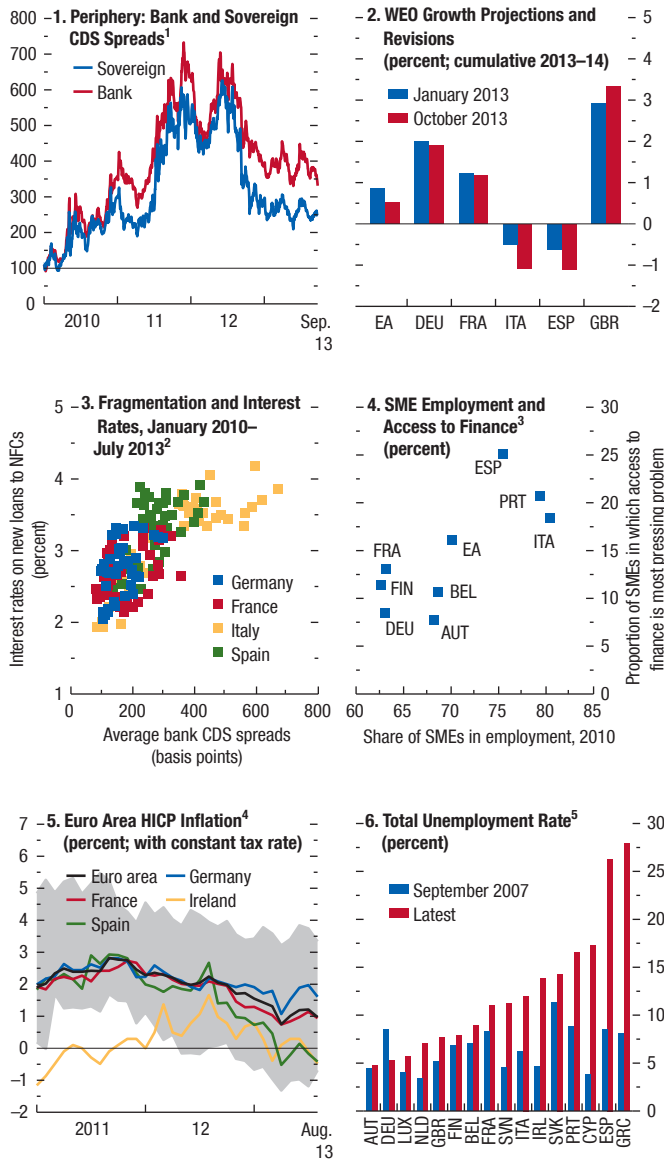 1. Periphery: Bank and Sovereign
CDS Spreads1
Sovereign
Bank
800
700
600
500
400
300
200
100
0
2010
11
12
Sep.
13
2. WEO Growth Projections and
Revisions
(percent; cumulative 2013–14)
January 2013
October 2013
5
4
3
2
1
0
–1
–2
EA
DEU
FRA
ITA
ESP
GBR
3. Fragmentation and Interest
Rates, January 2010–
July 2013²
Interest rates on new loans to NFCs
(percent)
5
4
3
2
1
Germany
France
Italy
Spain
0
200
400
600
800
Average bank CDS spreads
(basis points)
4. SME Employment and
Access to Finance³
(percent)
ESP
PRT
ITA
EA
FRA
FIN
BEL
DEU
AUT
30
25
20
15
10
5
0
Proportion of SMEs in which access to
finance is most pressing problem
60
65
70
75
80
85
Share of SMEs in employment, 2010
5. Euro Area HICP Inflation⁴
(percent; with constant tax rate)
Euro area
Germany
France
Ireland
Spain
7
6
5
4
3
2
1
0
–1
–2
2011
12
Aug.
13
6. Total Unemployment Rate⁵
(percent)
September 2007
Latest
30
25
20
15
10
5
0
AUT
DEU
LUX
NLD
GBR
FIN
BEL
FRA
SVN
ITA
IRL
SVK
PRT
CYP
ESP
GRC